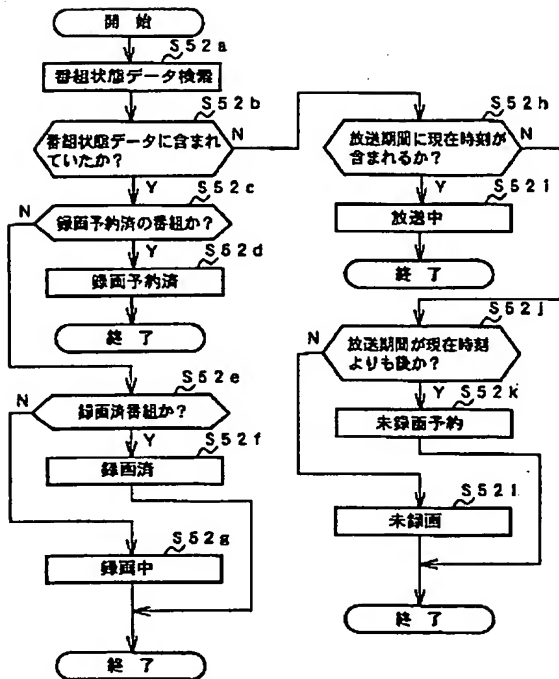 開始
S52a
番組状態データ検索
S52b
番組状態データに含まれ
ていたか?
N
Y
S52c
録画予約済の番組か?
N
Y
S52d
録画予約済
終了
S52e
録画済番組か?
N
Y
S52f
録画済
S52g
録画中
終了
S52h
放送期間に現在時刻が
含まれるか?
N
Y
S52i
放送中
終了
S52j
放送期間が現在時刻
よりも後か?
N
Y
S52k
未録画予約
S52l
未録画
終了